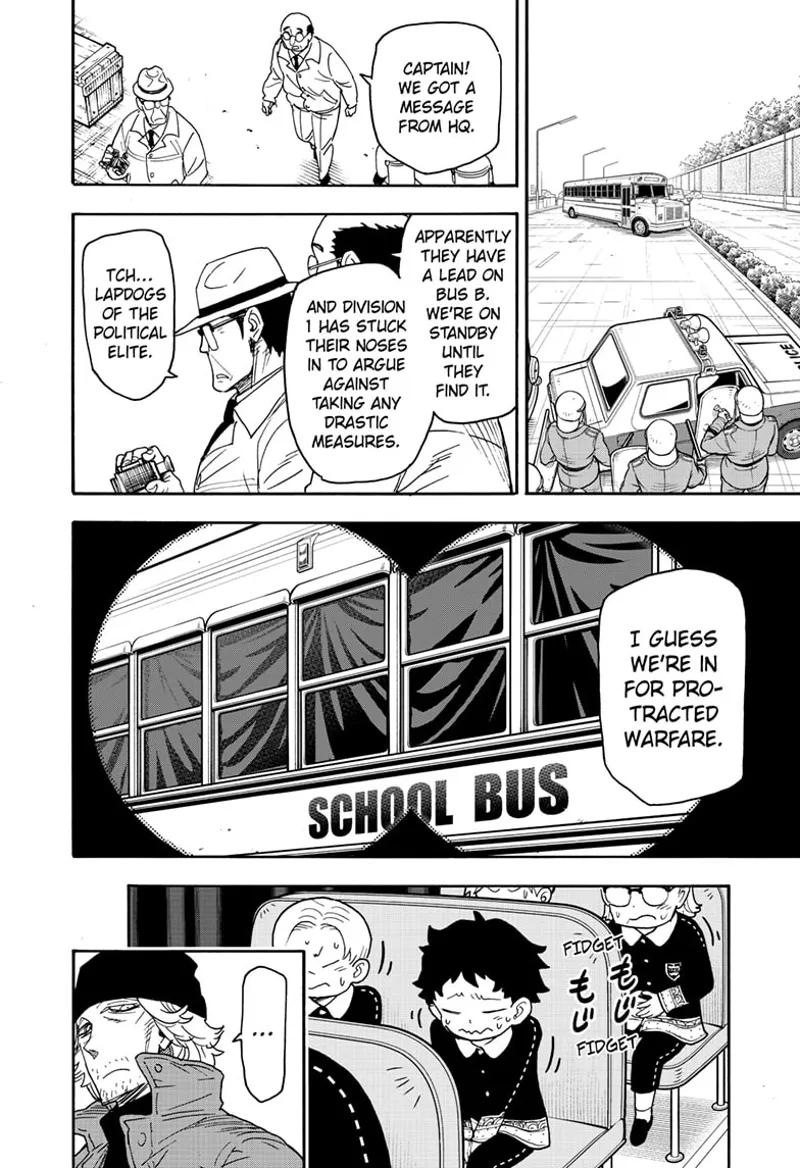 ICE
CAPTAIN!
WE GOT A
MESSAGE
FROM HQ.
APPARENTLY
THEY HAVE
A LEAD ON
BUS B.
WE'RE ON
STANDBY
UNTIL
THEY
FIND IT.
AND DIVISION
1 HAS STUCK
THEIR NOSES
IN TO ARGUE
AGAINST
TAKING ANY
DRASTIC
MEASURES.
TCH...
LAPDOGS
OF THE
POLITICAL
ELITE.
I GUESS
WE'RE IN
FOR PRO-
TRACTED
WARFARE.
SCHOOL BUS
FIDGET
もじ
もじ
FIDGET
...